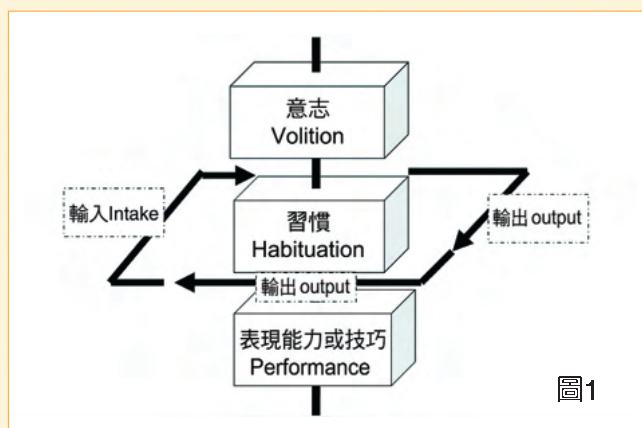 意志
Volition
輸入Intake
習慣
Habituation
輸出 output
輸出 output
表現能力或技巧
Performance
圖1